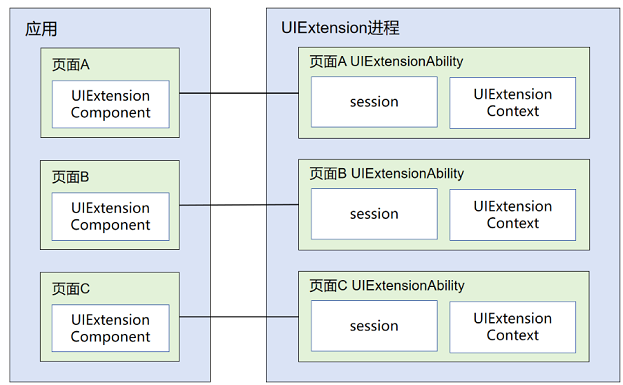 应用
页面A
UIExtension
Component
页面B
UIExtension
Component
页面C
UIExtension
Component
UIExtension进程
页面A UIExtensionAbility
session
UIExtension
Context
页面B UIExtensionAbility
session
UIExtension
Context
页面C UIExtensionAbility
session
UIExtension
Context